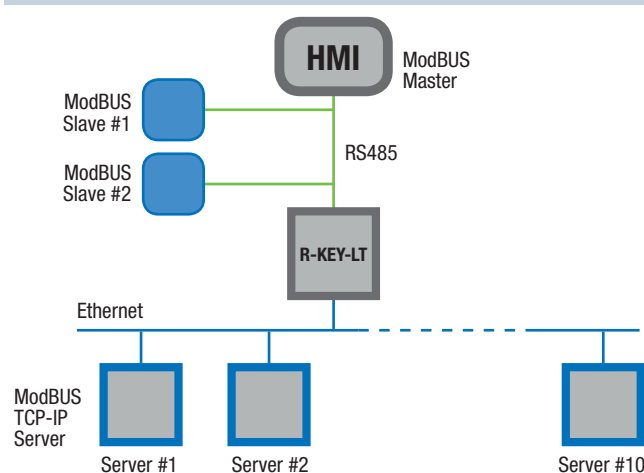 HMI
ModBUS
Master
ModBUS
Slave #1
RS485
ModBUS
Slave #2
R-KEY-LT
Ethernet
ModBUS
TCP-IP
Server
Server #1
Server #2
Server #10